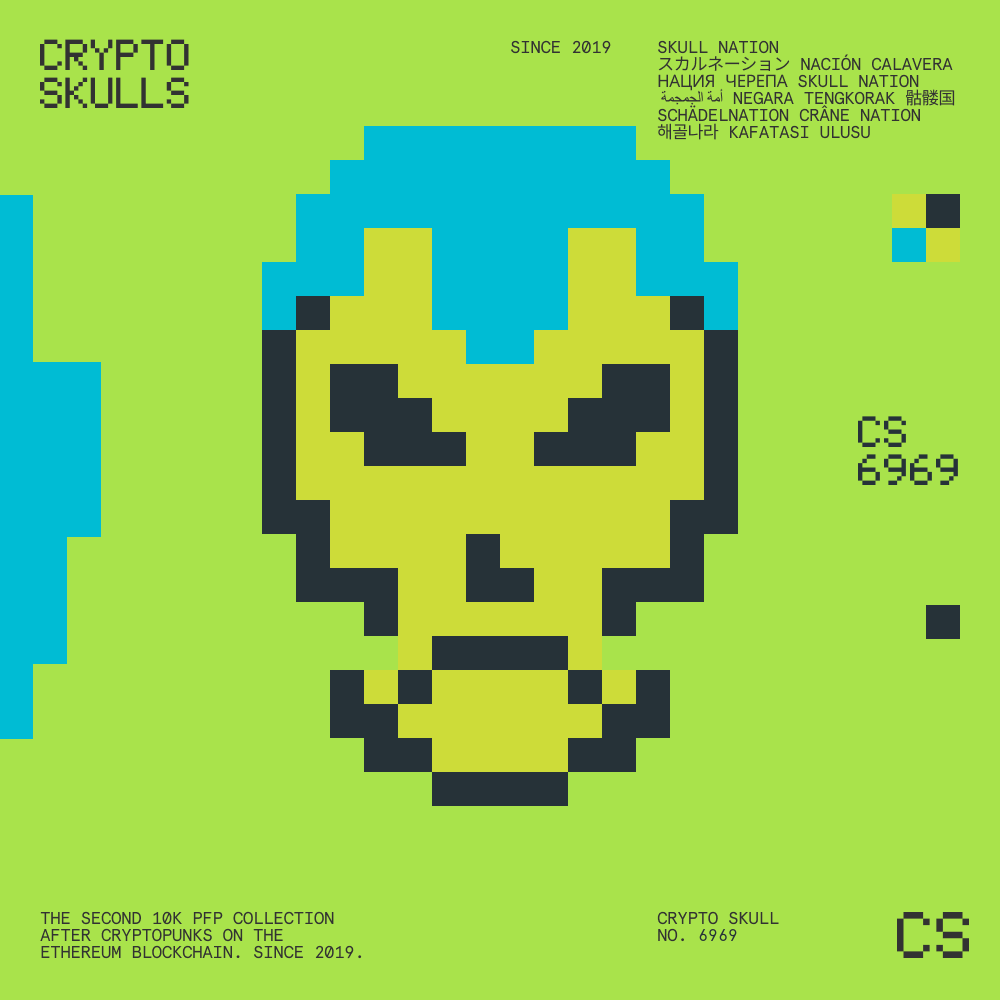 CRYPTO
SKULLS
SINCE 2019
SKULL NATION
スカルネーション NACIÓN CALAVERA
НАЦИЯ ЧЕРЕПА SKULL NATION
أمة الجمجمة NEGARA TENGKORAK 骷髅国
SCHÄDELNATION CRÂNE NATION
해골나라 KAFATASI ULUSU
CS
6969
THE SECOND 10K PFP COLLECTION
AFTER CRYPTOPUNKS ON THE
ETHEREUM BLOCKCHAIN. SINCE 2019.
CRYPTO SKULL
NO. 6969
CS